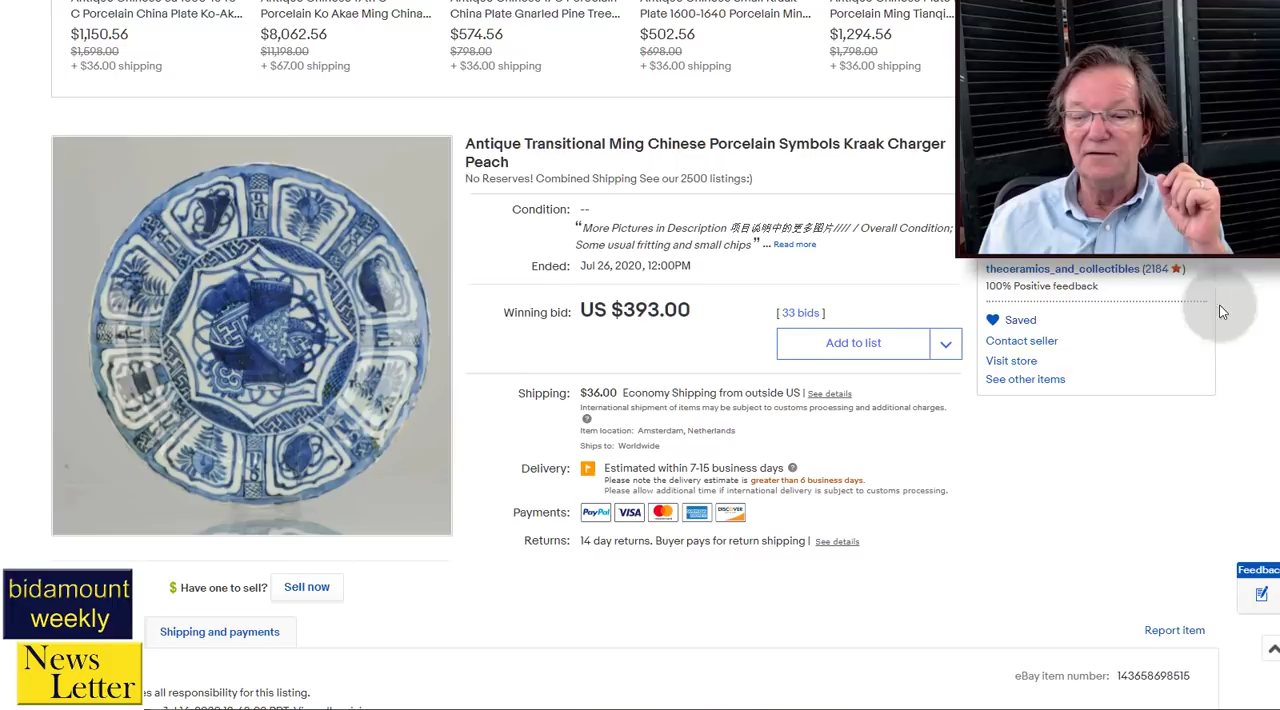 C Porcelain China Plate Ko-Ak...
Porcelain Ko Akae Ming China...
China Plate Gnarled Pine Tree...
Plate 1600-1640 Porcelain Min...
Porcelain Ming Tianqi...
$1,150.56
$8,062.56
$574.56
$502.56
$1,294.56
$1,598.00
$11,198.00
$798.00
$698.00
$1,798.00
+ $36.00 shipping
+ $67.00 shipping
+ $36.00 shipping
+ $36.00 shipping
+ $36.00 shipping
Antique Transitional Ming Chinese Porcelain Symbols Kraak Charger
Peach
No Reserves! Combined Shipping See our 2500 listings:)
Condition: --
“More Pictures in Description 项目说明中的更多图片//// / Overall Condition;
Some usual fritting and small chips ” ... Read more
Ended: Jul 26, 2020, 12:00PM
Winning bid: US $393.00 [ 33 bids ]
Add to list
Shipping: $36.00 Economy Shipping from outside US | See details
International shipment of items may be subject to customs processing and additional charges.
Item location: Amsterdam, Netherlands
Ships to: Worldwide
Delivery: Estimated within 7-15 business days
Please note the delivery estimate is greater than 6 business days.
Please allow additional time if international delivery is subject to customs processing.
Payments: PayPal VISA MasterCard DISCOVER
Returns: 14 day returns. Buyer pays for return shipping | See details
theceramics_and_collectibles (2184)
100% Positive feedback
Saved
Contact seller
Visit store
See other items
$ Have one to sell? Sell now
Feedbac
bidamount
weekly
News
Letter
Shipping and payments
Report item
eBay item number: 143658698515
es all responsibility for this listing.